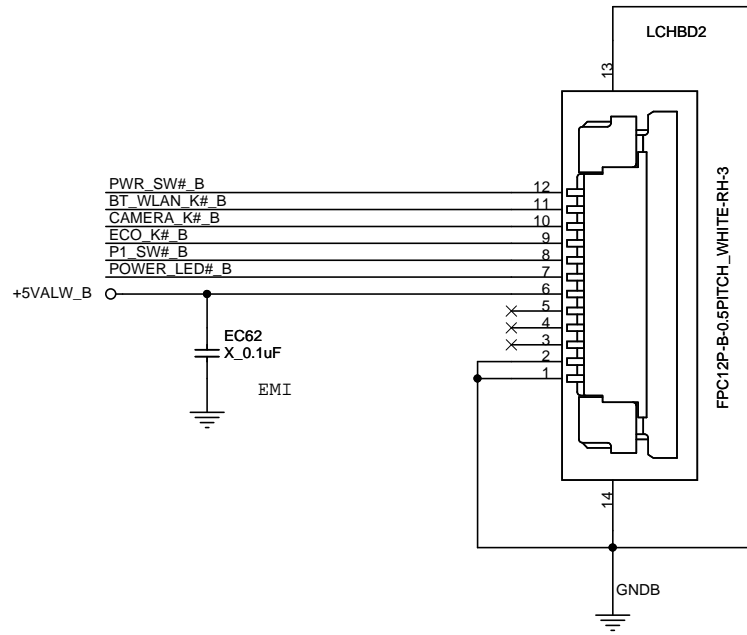 LCHBD2
13
PWR_SW#_B 12
BT_WLAN_K#_B 11
CAMERA_K#_B 10
ECO_K#_B 9
P1_SW#_B 8
POWER_LED#_B 7
+5VALW_B 6
5
4
3
2
1
EC62
X_0.1uF
EMI
FPC12P-B-0.5PITCH_WHITE-RH-3
14
GNDB